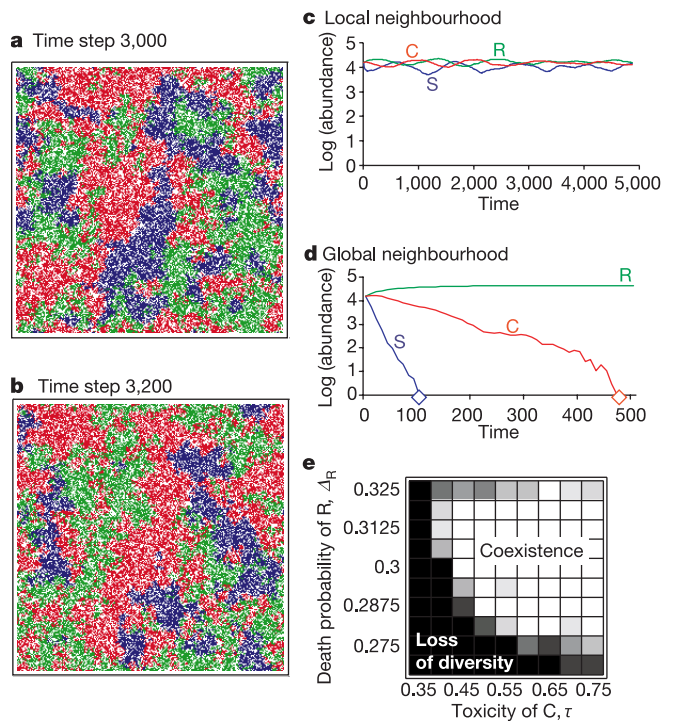 a Time step 3,000
b Time step 3,200
c Local neighbourhood
Log (abundance)
5
4
3
2
1
0
C
R
S
0
1,000
2,000
3,000
4,000
5,000
Time
d Global neighbourhood
Log (abundance)
5
4
3
2
1
0
R
C
S
0
100
200
300
400
500
Time
e
Death probability of R, Δ_R
0.325
0.3125
0.3
0.2875
0.275
Coexistence
Loss
of diversity
0.35 0.45 0.55 0.65 0.75
Toxicity of C, τ